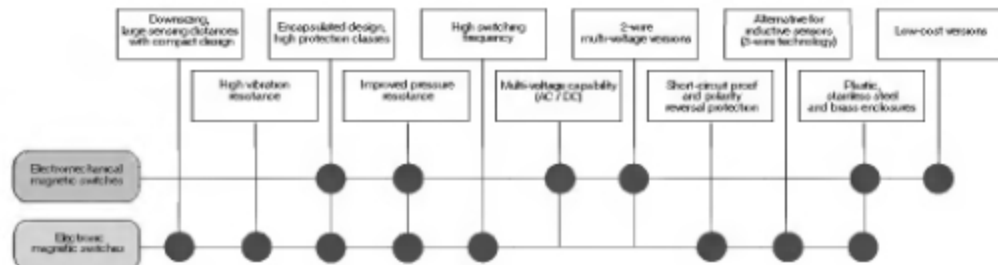 Downsizing,
large sensing distances
with compact design
Encapsulated design,
high protection classes
High switching
frequency
2-wire
multi-voltage versions
Alternative for
inductive sensors
(3-wire technology)
Low-cost versions
High vibration
resistance
Improved pressure
resistance
Multi-voltage capability
(AC / DC)
Short-circuit proof
and polarity
reversal protection
Plastic,
stainless steel
and brass enclosures
Electromechanical
magnetic switches
Electronic
magnetic switches